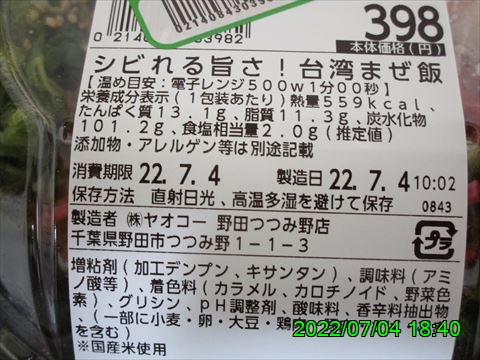 0214084303982
398
本体価格(円)
シビれる旨さ!台湾まぜ飯
【温め目安:電子レンジ500w1分00秒】
栄養成分表示(1包装あたり)熱量559kcal、
たんぱく質13.1g、脂質11.3g、炭水化物
101.2g、食塩相当量2.0g(推定値)
添加物・アレルゲン等は別途記載
消費期限 22.7.4 製造日 22.7.4 10:02
保存方法 直射日光、高温多湿を避けて保存 0843
製造者 ㈱ヤオコー 野田つつみ野店
千葉県野田市つつみ野1-1-3
プラ
増粘剤(加工デンプン、キサンタン)、調味料(アミ
ノ酸等)、着色料(カラメル、カロチノイド、野菜色
素)、グリシン、pH調整剤、酸味料、香辛料抽出物、
(一部に小麦・卵・大豆・鶏肉
を含む)
※国産米使用
2022/07/04 18:40